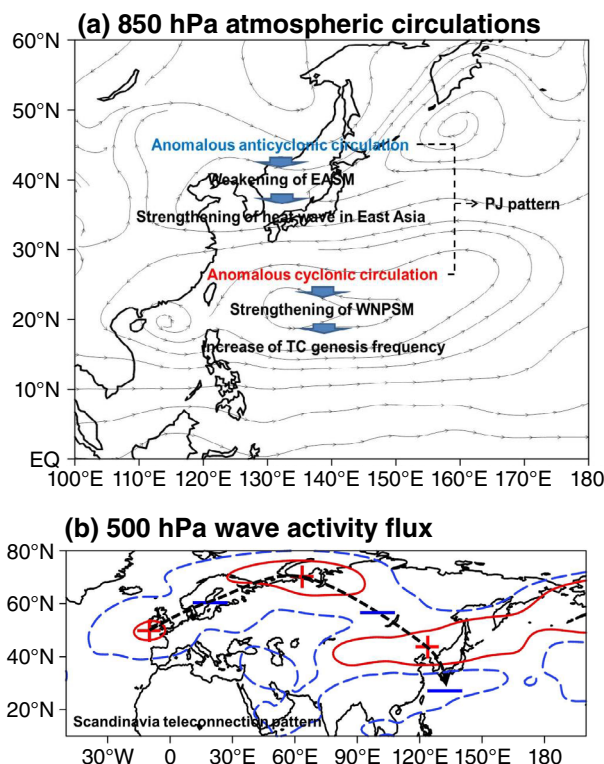 (a) 850 hPa atmospheric circulations
60°N
50°N
Anomalous anticyclonic circulation
40°N
Weakening of EASM
Strengthening of heat wave in East Asia
PJ pattern
30°N
Anomalous cyclonic circulation
Strengthening of WNPSM
20°N
Increase of TC genesis frequency
10°N
EQ
100°E 110°E 120°E 130°E 140°E 150°E 160°E 170°E 180
(b) 500 hPa wave activity flux
80°N
60°N
40°N
20°N
Scandinavia teleconnection pattern
30W 0 30°E 60°E 90°E 120°E 150°E 180